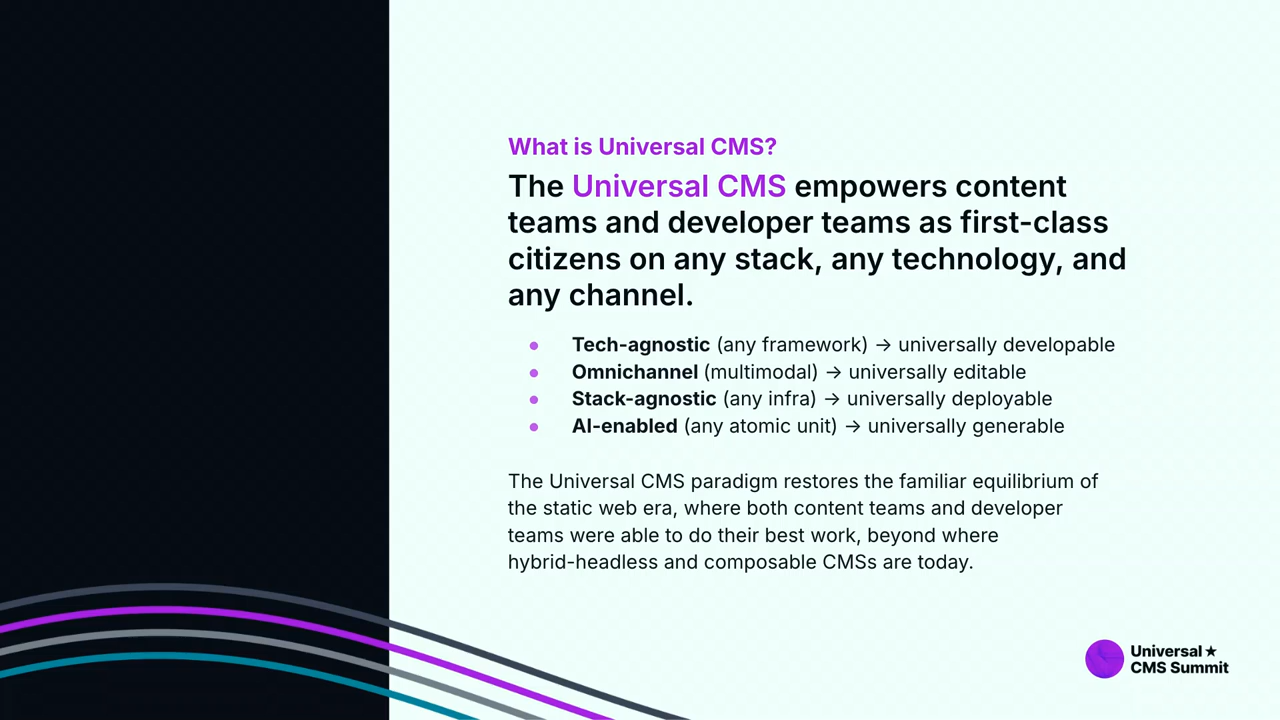 What is Universal CMS?
The Universal CMS empowers content
teams and developer teams as first-class
citizens on any stack, any technology, and
any channel.
● Tech-agnostic (any framework) → universally developable
● Omnichannel (multimodal) → universally editable
● Stack-agnostic (any infra) → universally deployable
● AI-enabled (any atomic unit) → universally generable
The Universal CMS paradigm restores the familiar equilibrium of
the static web era, where both content teams and developer
teams were able to do their best work, beyond where
hybrid-headless and composable CMSs are today.
Universal ★
CMS Summit